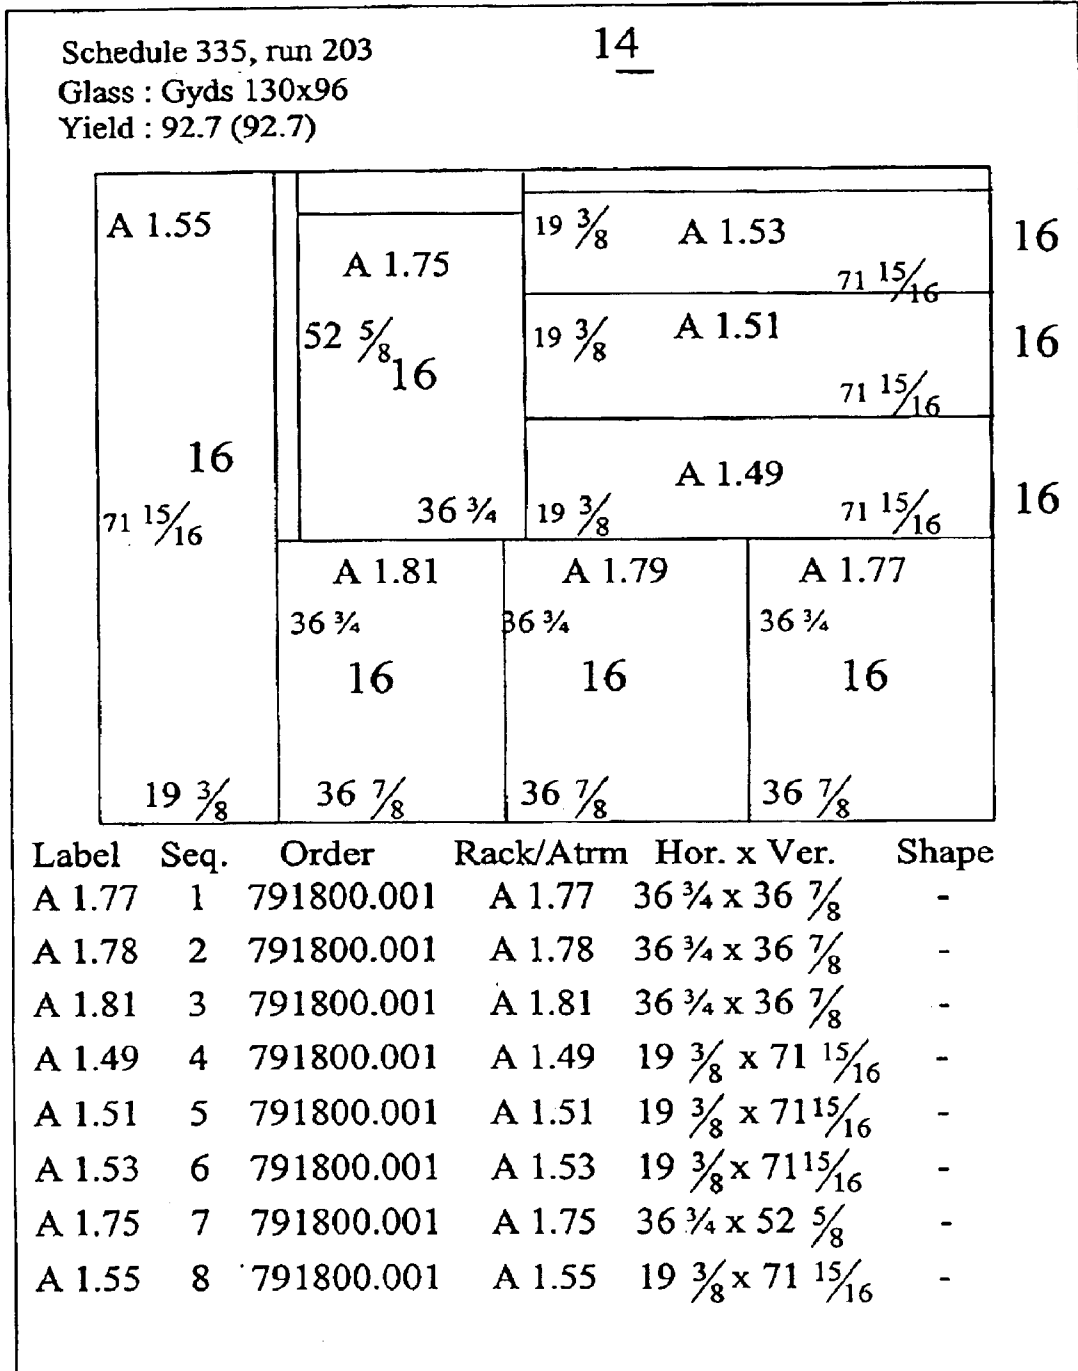 14
Schedule 335, run 203
Glass : Gyds 130x96
Yield : 92.7 (92.7)
A 1.55
16
71 15/16
19 3/8
A 1.75
52 5/8
16
36 3/4
19 3/8 A 1.53
71 15/16
16
19 3/8 A 1.51
71 15/16
16
A 1.49
19 3/8 71 15/16
16
A 1.81
36 3/4
16
36 7/8
A 1.79
36 3/4
16
36 7/8
A 1.77
36 3/4
16
36 7/8
Label Seq. Order Rack/Atrm Hor. x Ver. Shape
A 1.77 1 791800.001 A 1.77 36 3/4 x 36 7/8 -
A 1.78 2 791800.001 A 1.78 36 3/4 x 36 7/8 -
A 1.81 3 791800.001 A 1.81 36 3/4 x 36 7/8 -
A 1.49 4 791800.001 A 1.49 19 3/8 x 71 15/16 -
A 1.51 5 791800.001 A 1.51 19 3/8 x 71 15/16 -
A 1.53 6 791800.001 A 1.53 19 3/8 x 71 15/16 -
A 1.75 7 791800.001 A 1.75 36 3/4 x 52 5/8 -
A 1.55 8 791800.001 A 1.55 19 3/8 x 71 15/16 -